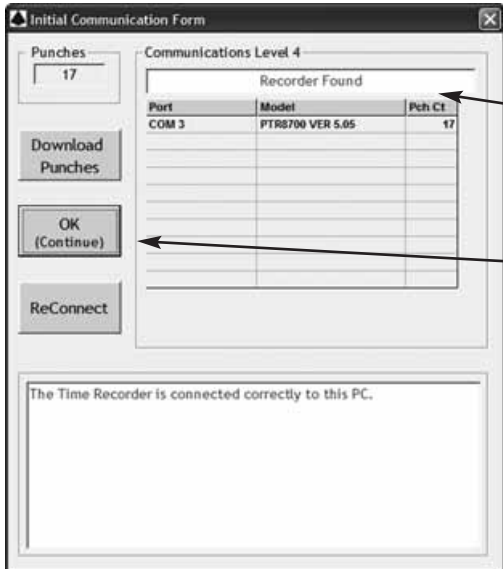 Initial Communication Form
Punches
17
Communications Level 4
Recorder Found
Port Model Pch Ct
COM 3 PTR8700 VER 5.05 17
Download
Punches
OK
(Continue)
ReConnect
The Time Recorder is connected correctly to this PC.